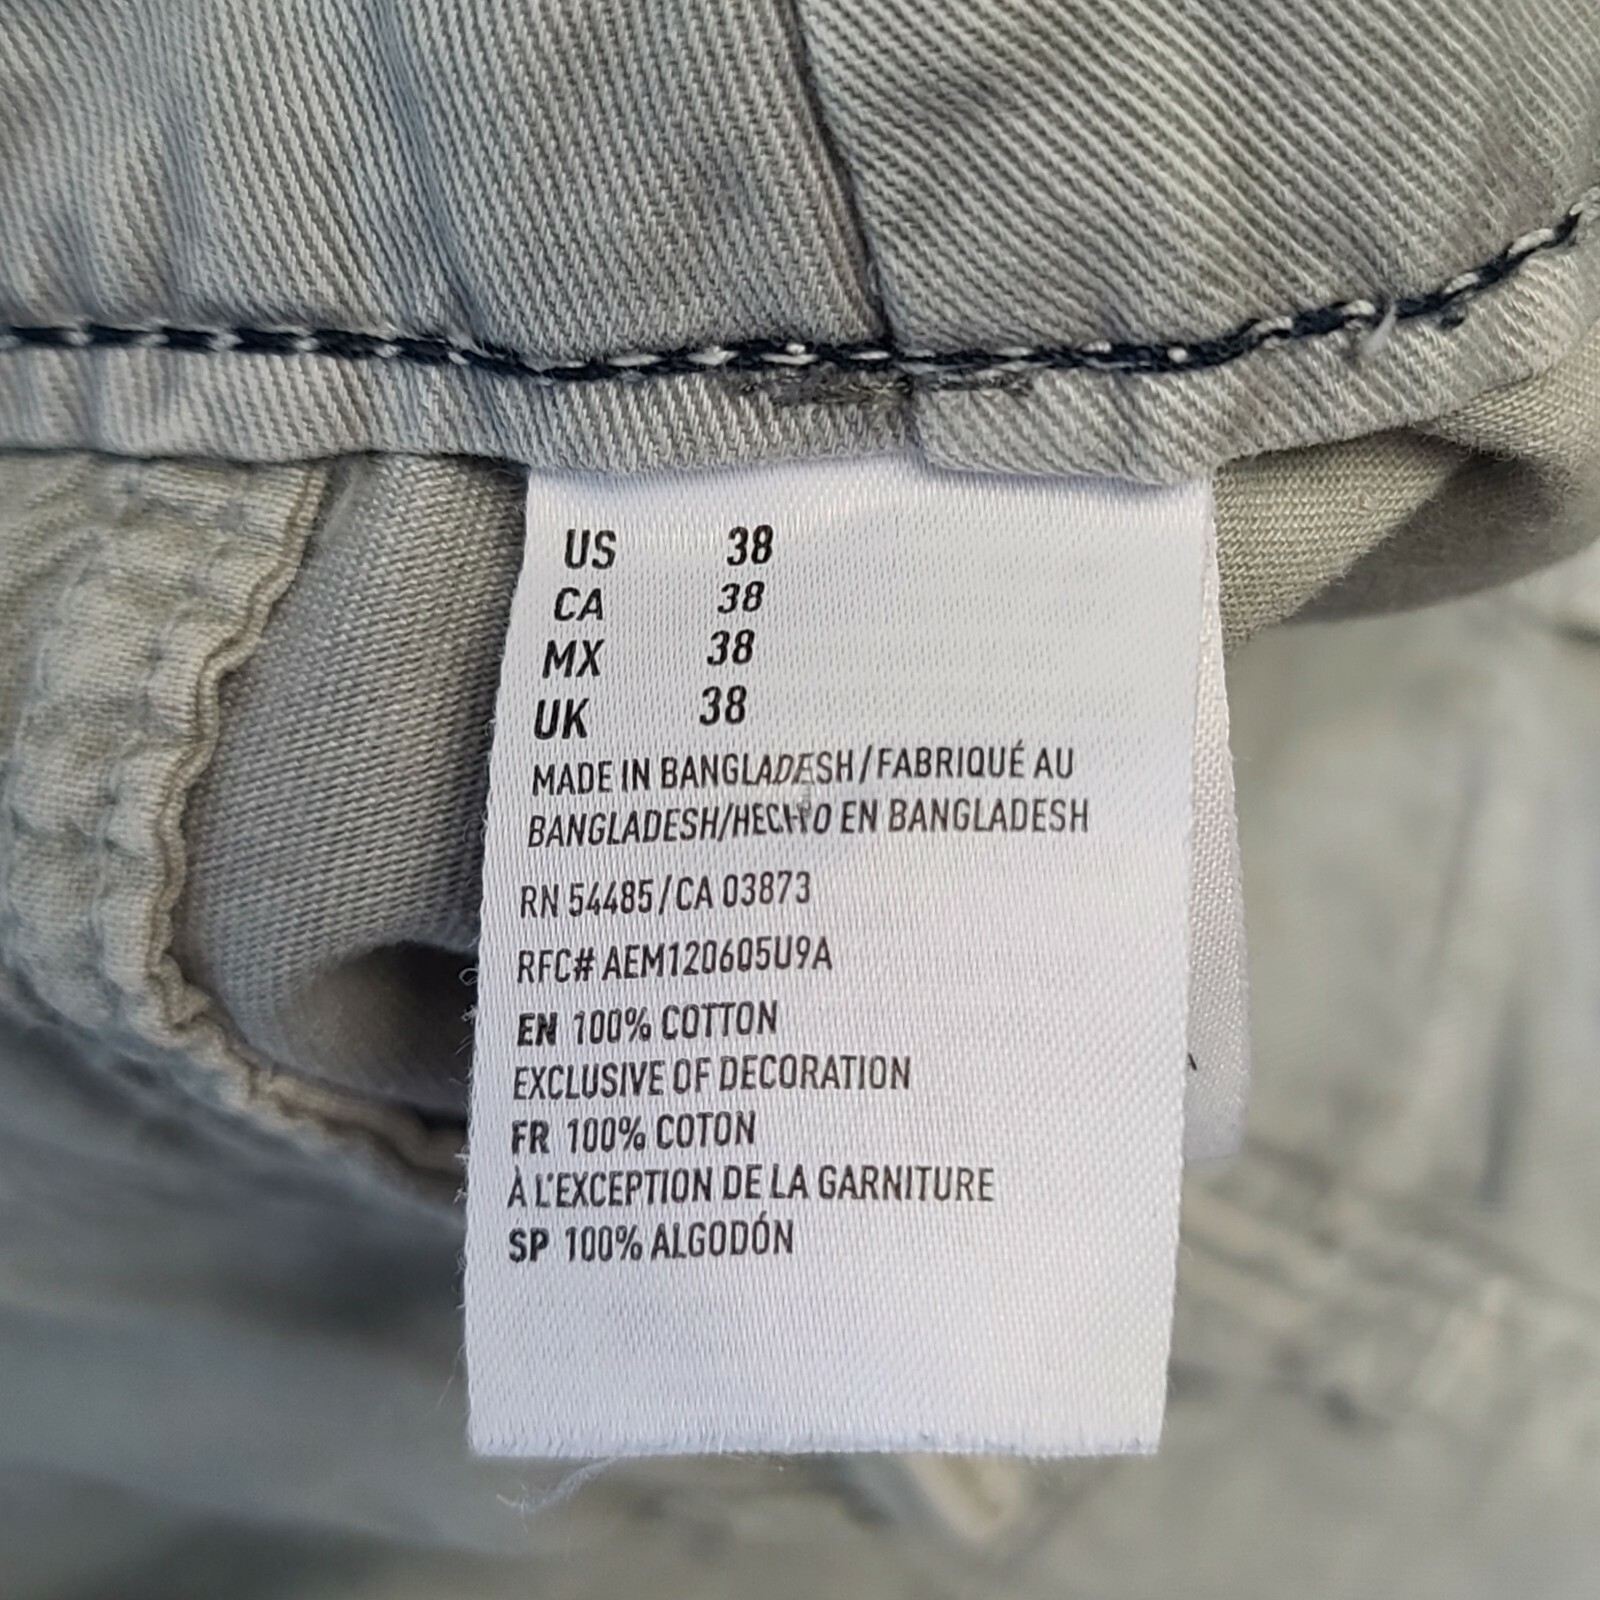 US 38
CA 38
MX 38
UK 38
MADE IN BANGLADESH/FABRIQUÉ AU
BANGLADESH/HECHO EN BANGLADESH
RN 54485/CA 03873
RFC# AEM120605U9A
EN 100% COTTON
EXCLUSIVE OF DECORATION
FR 100% COTON
À L'EXCEPTION DE LA GARNITURE
SP 100% ALGODÓN